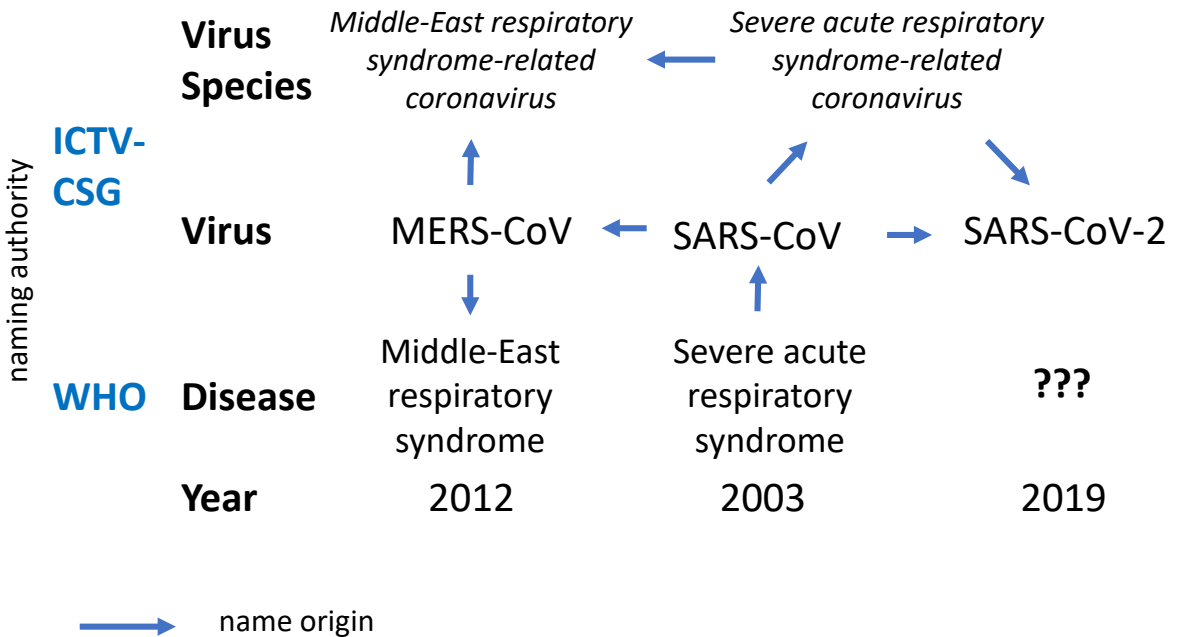 Virus
Species
Middle-East respiratory
syndrome-related
coronavirus
Severe acute respiratory
syndrome-related
coronavirus
naming authority
ICTV-
CSG
Virus
MERS-CoV
SARS-CoV
SARS-CoV-2
WHO
Disease
Middle-East
respiratory
syndrome
Severe acute
respiratory
syndrome
???
Year
2012
2003
2019
name origin